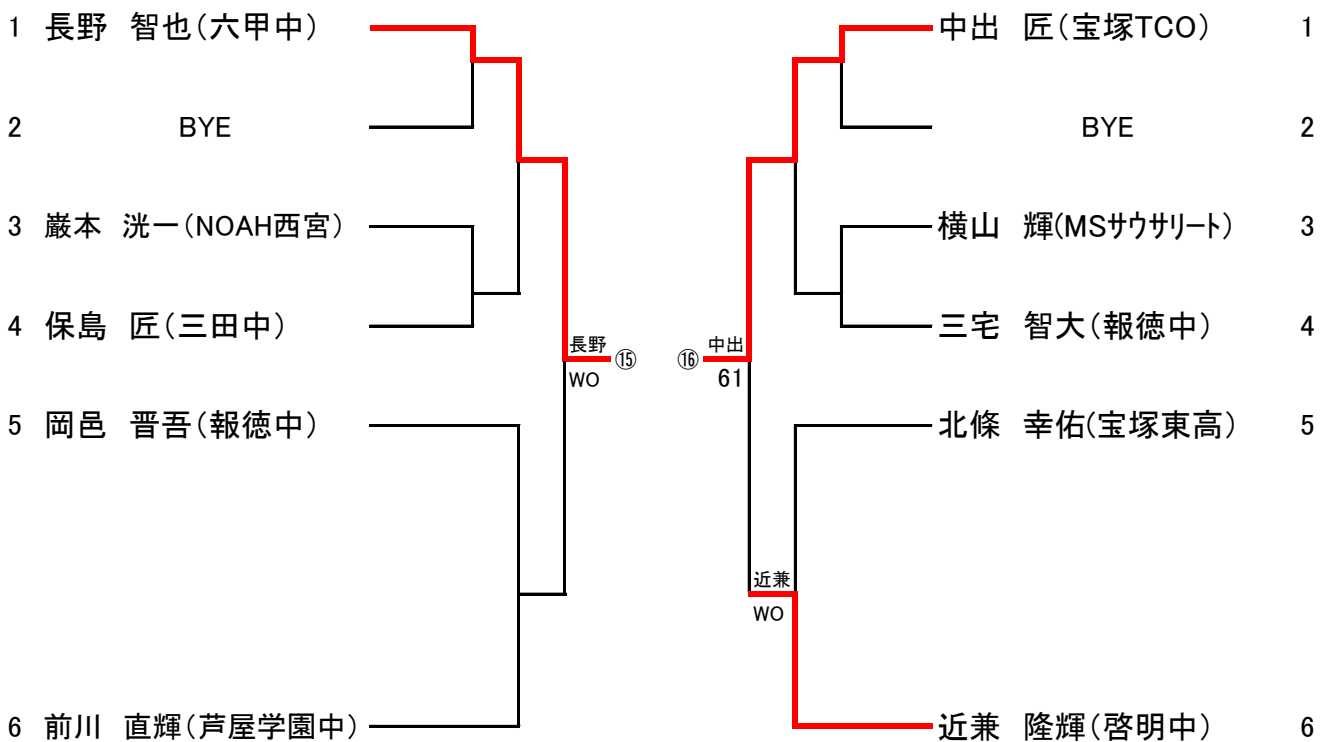 1 長野 智也(六甲中)
2 BYE
3 巌本 洸一(NOAH西宮)
4 保島 匠(三田中)
長野 ⑮
WO
5 岡邑 晋吾(報徳中)
6 前川 直輝(芦屋学園中)
中出 匠(宝塚TCO) 1
BYE 2
横山 輝(MSサウサリート) 3
三宅 智大(報徳中) 4
⑯ 中出
61
北條 幸佑(宝塚東高) 5
近兼
WO
近兼 隆輝(啓明中) 6